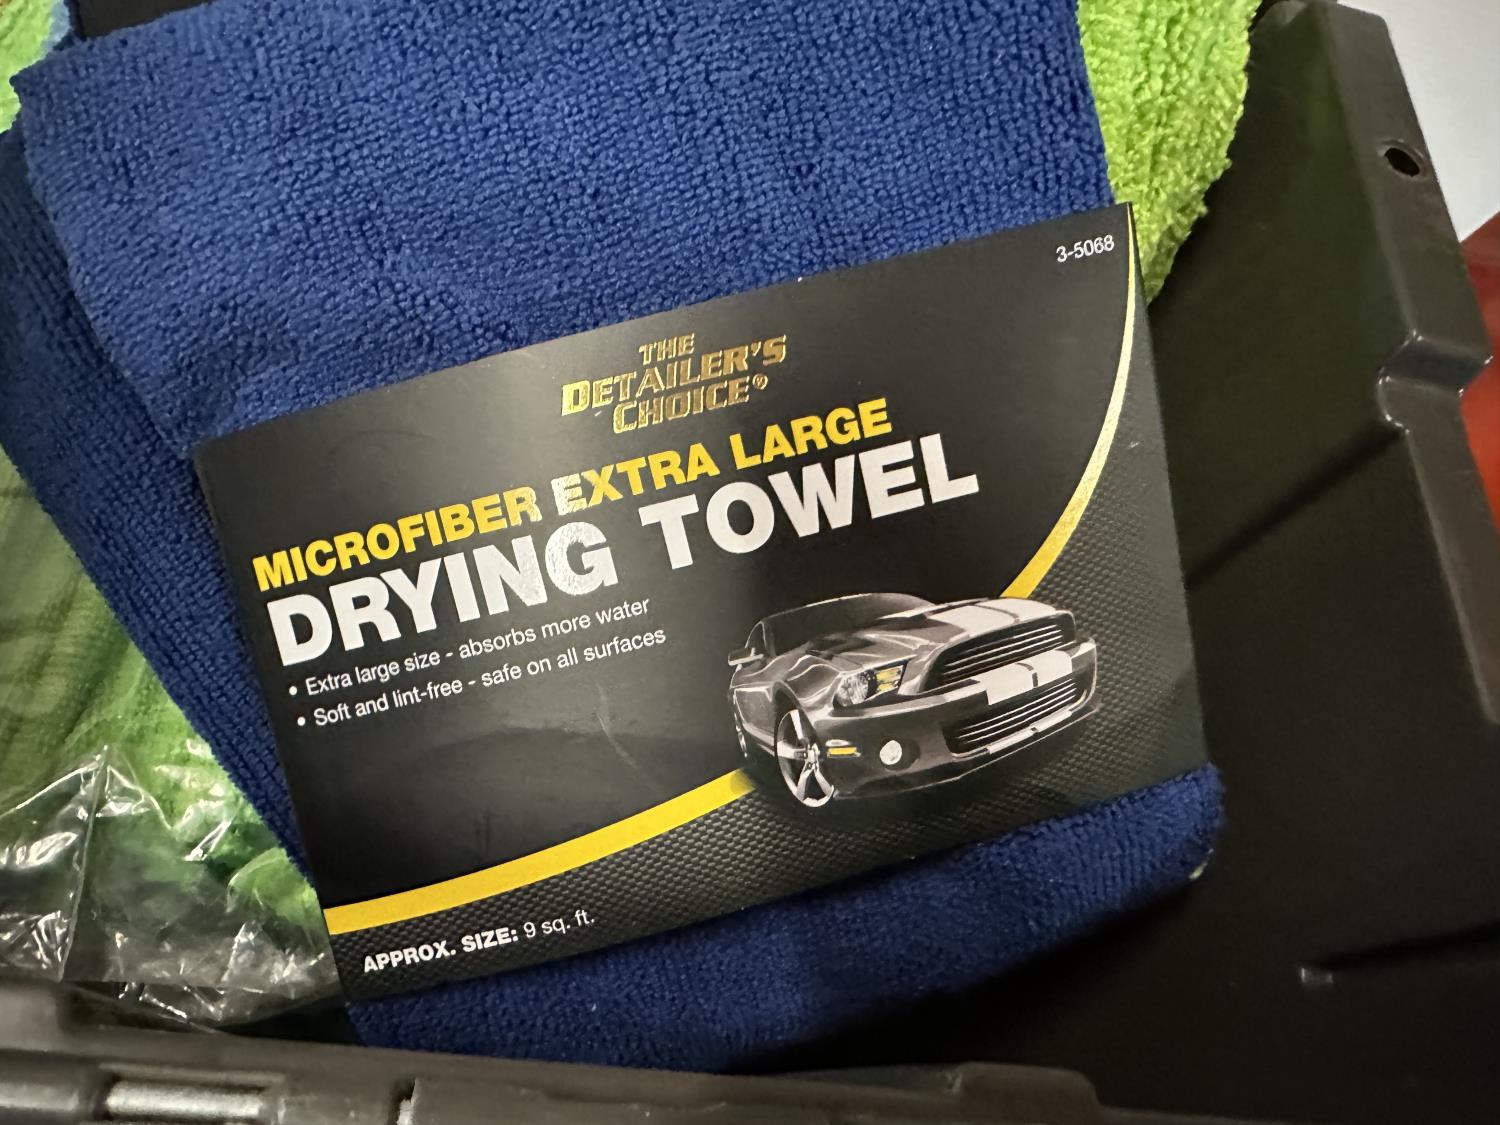 3-5068
THE
DETAILER'S
CHOICE®
MICROFIBER EXTRA LARGE
DRYING TOWEL
• Extra large size - absorbs more water
• Soft and lint-free - safe on all surfaces
APPROX. SIZE: 9 sq. ft.